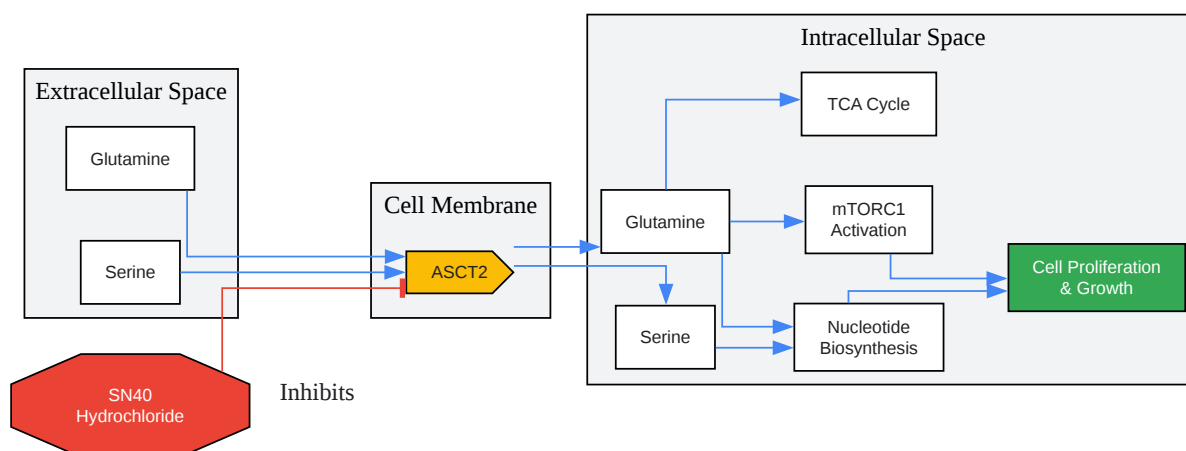 Extracellular Space
Glutamine
Serine
SN40
Hydrochloride
Inhibits
Cell Membrane
ASCT2
Intracellular Space
TCA Cycle
Glutamine
mTORC1
Activation
Serine
Nucleotide
Biosynthesis
Cell Proliferation
& Growth